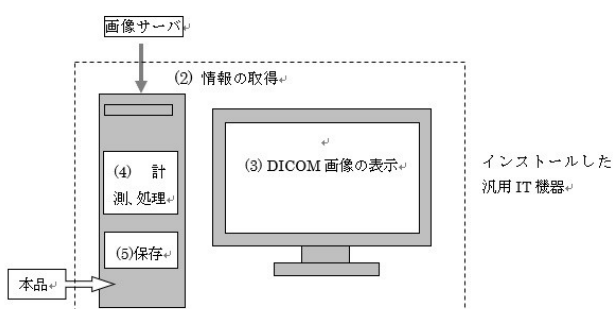 画像サーバ
(2) 情報の取得
(3) DICOM 画像の表示
(4) 計
測、処理
(5)保存
本品
インストールした
汎用 IT 機器